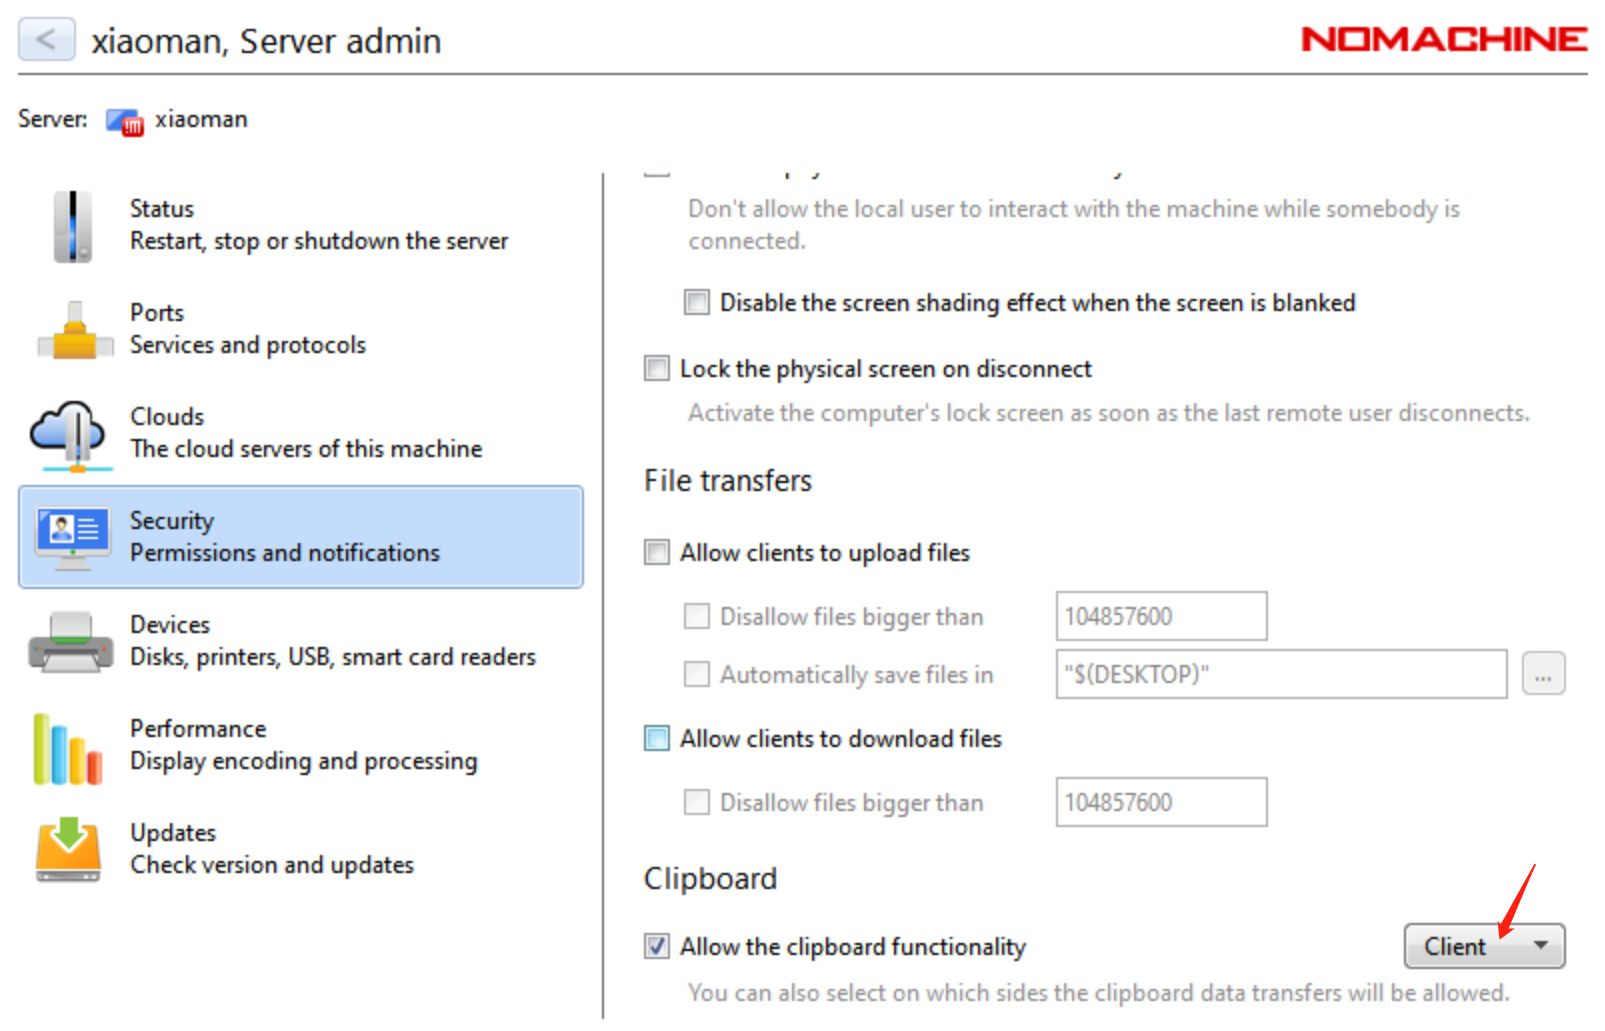 xiaoman, Server admin
NOMACHINE
Server: xiaoman
Status
Restart, stop or shutdown the server
Ports
Services and protocols
Clouds
The cloud servers of this machine
Security
Permissions and notifications
Devices
Disks, printers, USB, smart card readers
Performance
Display encoding and processing
Updates
Check version and updates
Don't allow the local user to interact with the machine while somebody is
connected.
Disable the screen shading effect when the screen is blanked
Lock the physical screen on disconnect
Activate the computer's lock screen as soon as the last remote user disconnects.
File transfers
Allow clients to upload files
Disallow files bigger than 104857600
Automatically save files in "$(DESKTOP)" ...
Allow clients to download files
Disallow files bigger than 104857600
Clipboard
Allow the clipboard functionality Client
You can also select on which sides the clipboard data transfers will be allowed.